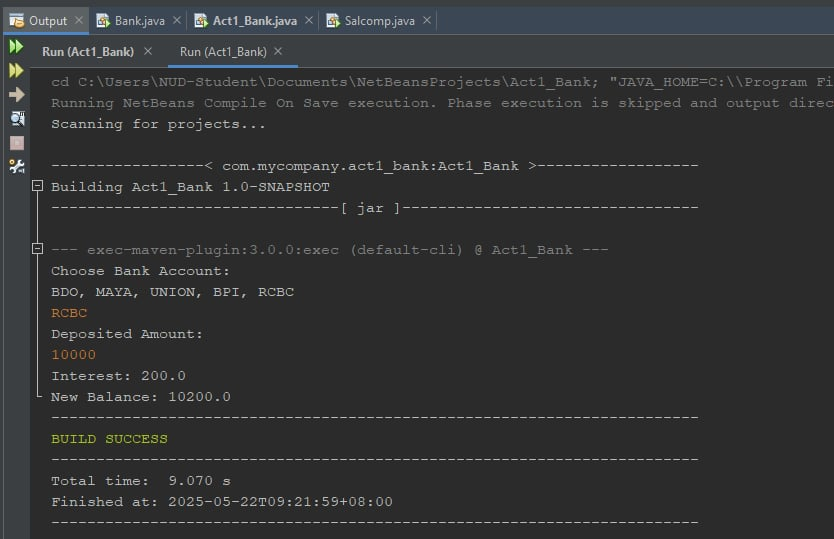 Output × Bank.java × Act1_Bank.java × Salcomp.java ×
Run (Act1_Bank) × Run (Act1_Bank) ×
cd C:\Users\NUD-Student\Documents\NetBeansProjects\Act1_Bank; "JAVA_HOME=C:\\Program Fi
Running NetBeans Compile On Save execution. Phase execution is skipped and output direc
Scanning for projects...
-----------------< com.mycompany.act1_bank:Act1_Bank >------------------
Building Act1_Bank 1.0-SNAPSHOT
--------------------------------[ jar ]---------------------------------
--- exec-maven-plugin:3.0.0:exec (default-cli) @ Act1_Bank ---
Choose Bank Account:
BDO, MAYA, UNION, BPI, RCBC
RCBC
Deposited Amount:
10000
Interest: 200.0
New Balance: 10200.0
------------------------------------------------------------------------
BUILD SUCCESS
------------------------------------------------------------------------
Total time:  9.070 s
Finished at: 2025-05-22T09:21:59+08:00
------------------------------------------------------------------------